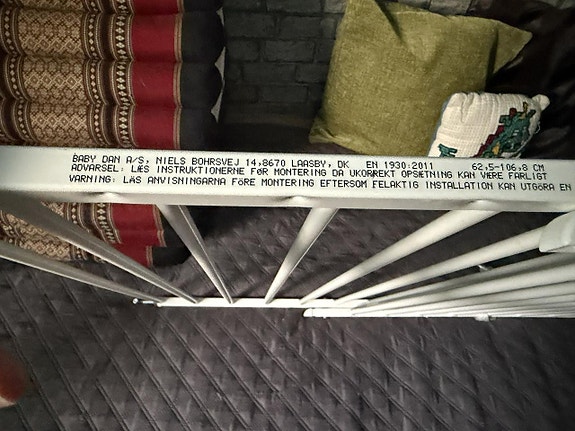 BABY DAN A/S, NIELS BOHRSVEJ 14,8670 LAASBY, DK EN 1930:2011 62,5-106,8 CM
ADVARSEL: LÆS INSTRUKTIONERNE FØR MONTERING DA UKORREKT OPSÆTNING KAN VÆRE FARLIGT
VARNING: LÄS ANVISNINGARNA FÖRE MONTERING EFTERSOM FELAKTIG INSTALLATION KAN UTGÖRA EN